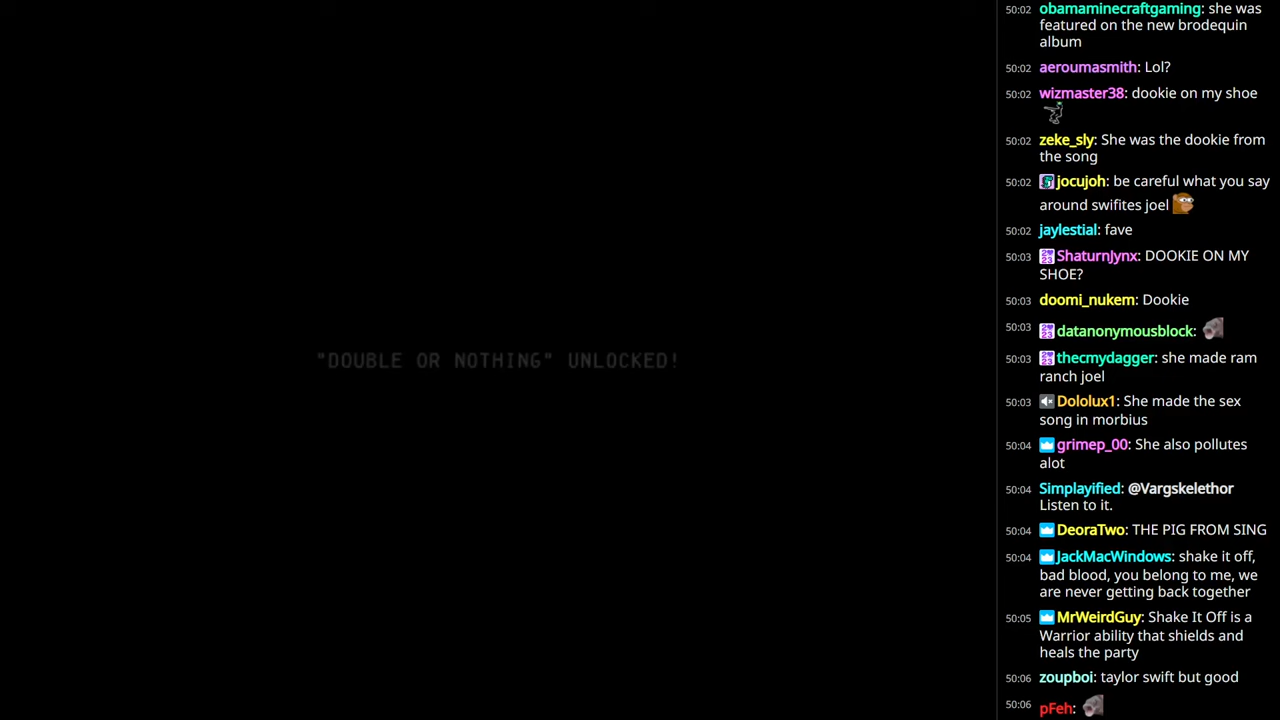 "DOUBLE OR NOTHING" UNLOCKED!
50:02 obamaminecraftgaming: she was
featured on the new brodequin
album
50:02 aeroumasmith: Lol?
50:02 wizmaster38: dookie on my shoe
50:02 zeke_sly: She was the dookie from
the song
50:02 jocujoh: be careful what you say
around swifites joel
50:02 jaylestial: fave
50:03 ShaturnJynx: DOOKIE ON MY
SHOE?
50:03 doomi_nukem: Dookie
50:03 datanonymousblock:
50:03 thecmydagger: she made ram
ranch joel
50:03 Dololux1: She made the sex
song in morbius
50:04 grimep_00: She also pollutes
alot
50:04 Simplayified: @Vargskelethor
Listen to it.
50:04 DeoraTwo: THE PIG FROM SING
50:04 JackMacWindows: shake it off,
bad blood, you belong to me, we
are never getting back together
50:05 MrWeirdGuy: Shake It Off is a
Warrior ability that shields and
heals the party
50:06 zoupboi: taylor swift but good
50:06 pFeh: